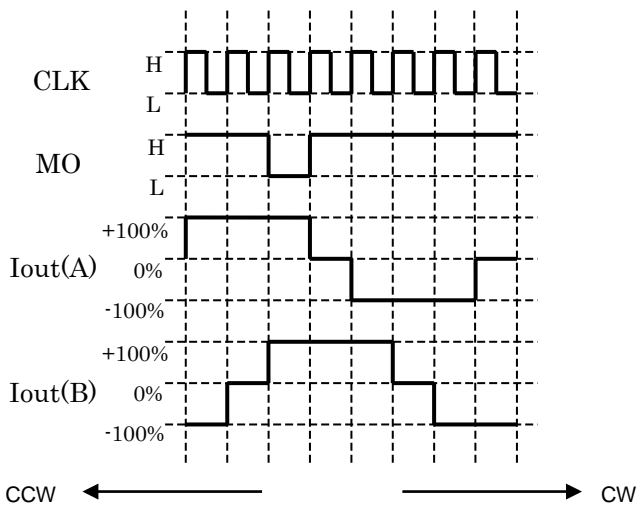 CLK
H
L
MO
H
L
Iout(A)
+100%
0%
-100%
Iout(B)
+100%
0%
-100%
CCW
CW